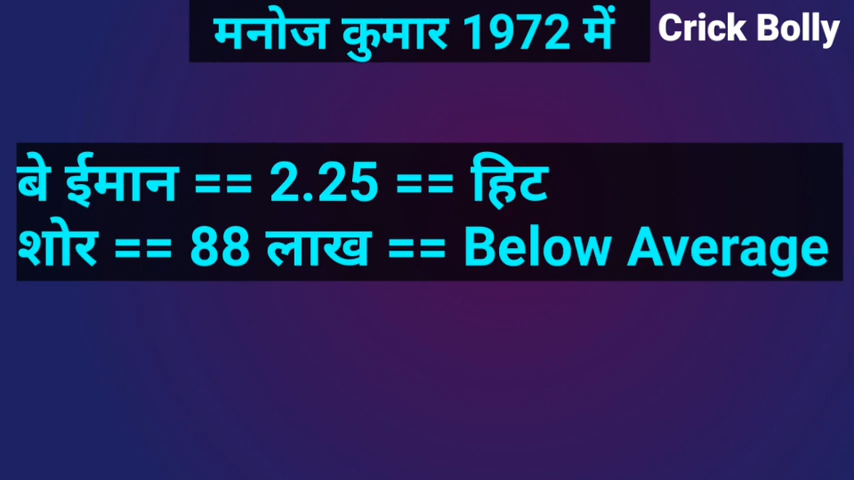 मनोज कुमार 1972 में
Crick Bolly
बे ईमान == 2.25 == हिट
शोर == 88 लाख == Below Average